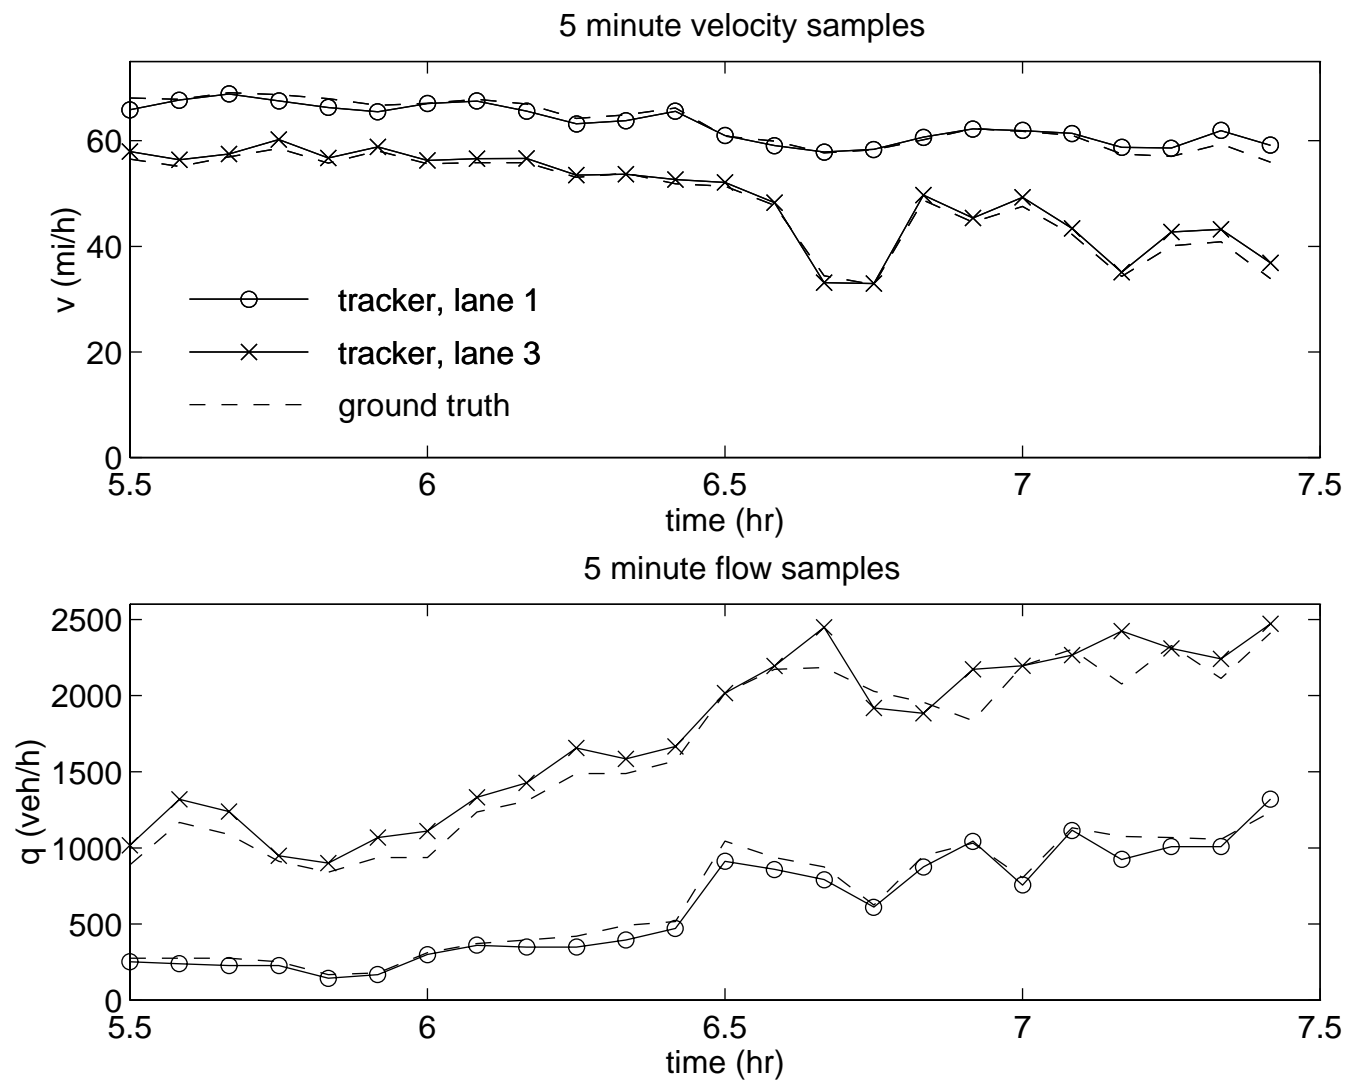 5 minute velocity samples
v (mi/h)
60
40
20
0
tracker, lane 1
tracker, lane 3
ground truth
5.5 6 6.5 7 7.5
time (hr)
5 minute flow samples
q (veh/h)
2500
2000
1500
1000
500
0
5.5 6 6.5 7 7.5
time (hr)